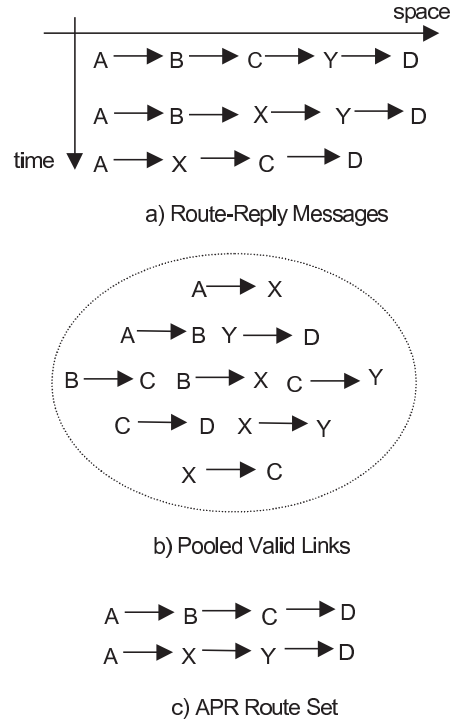 space
A B C Y D
A B X Y D
time
A X C D
a) Route-Reply Messages
A X
A B Y D
B C B X C Y
C D X Y
X C
b) Pooled Valid Links
A B C D
A X Y D
c) APR Route Set